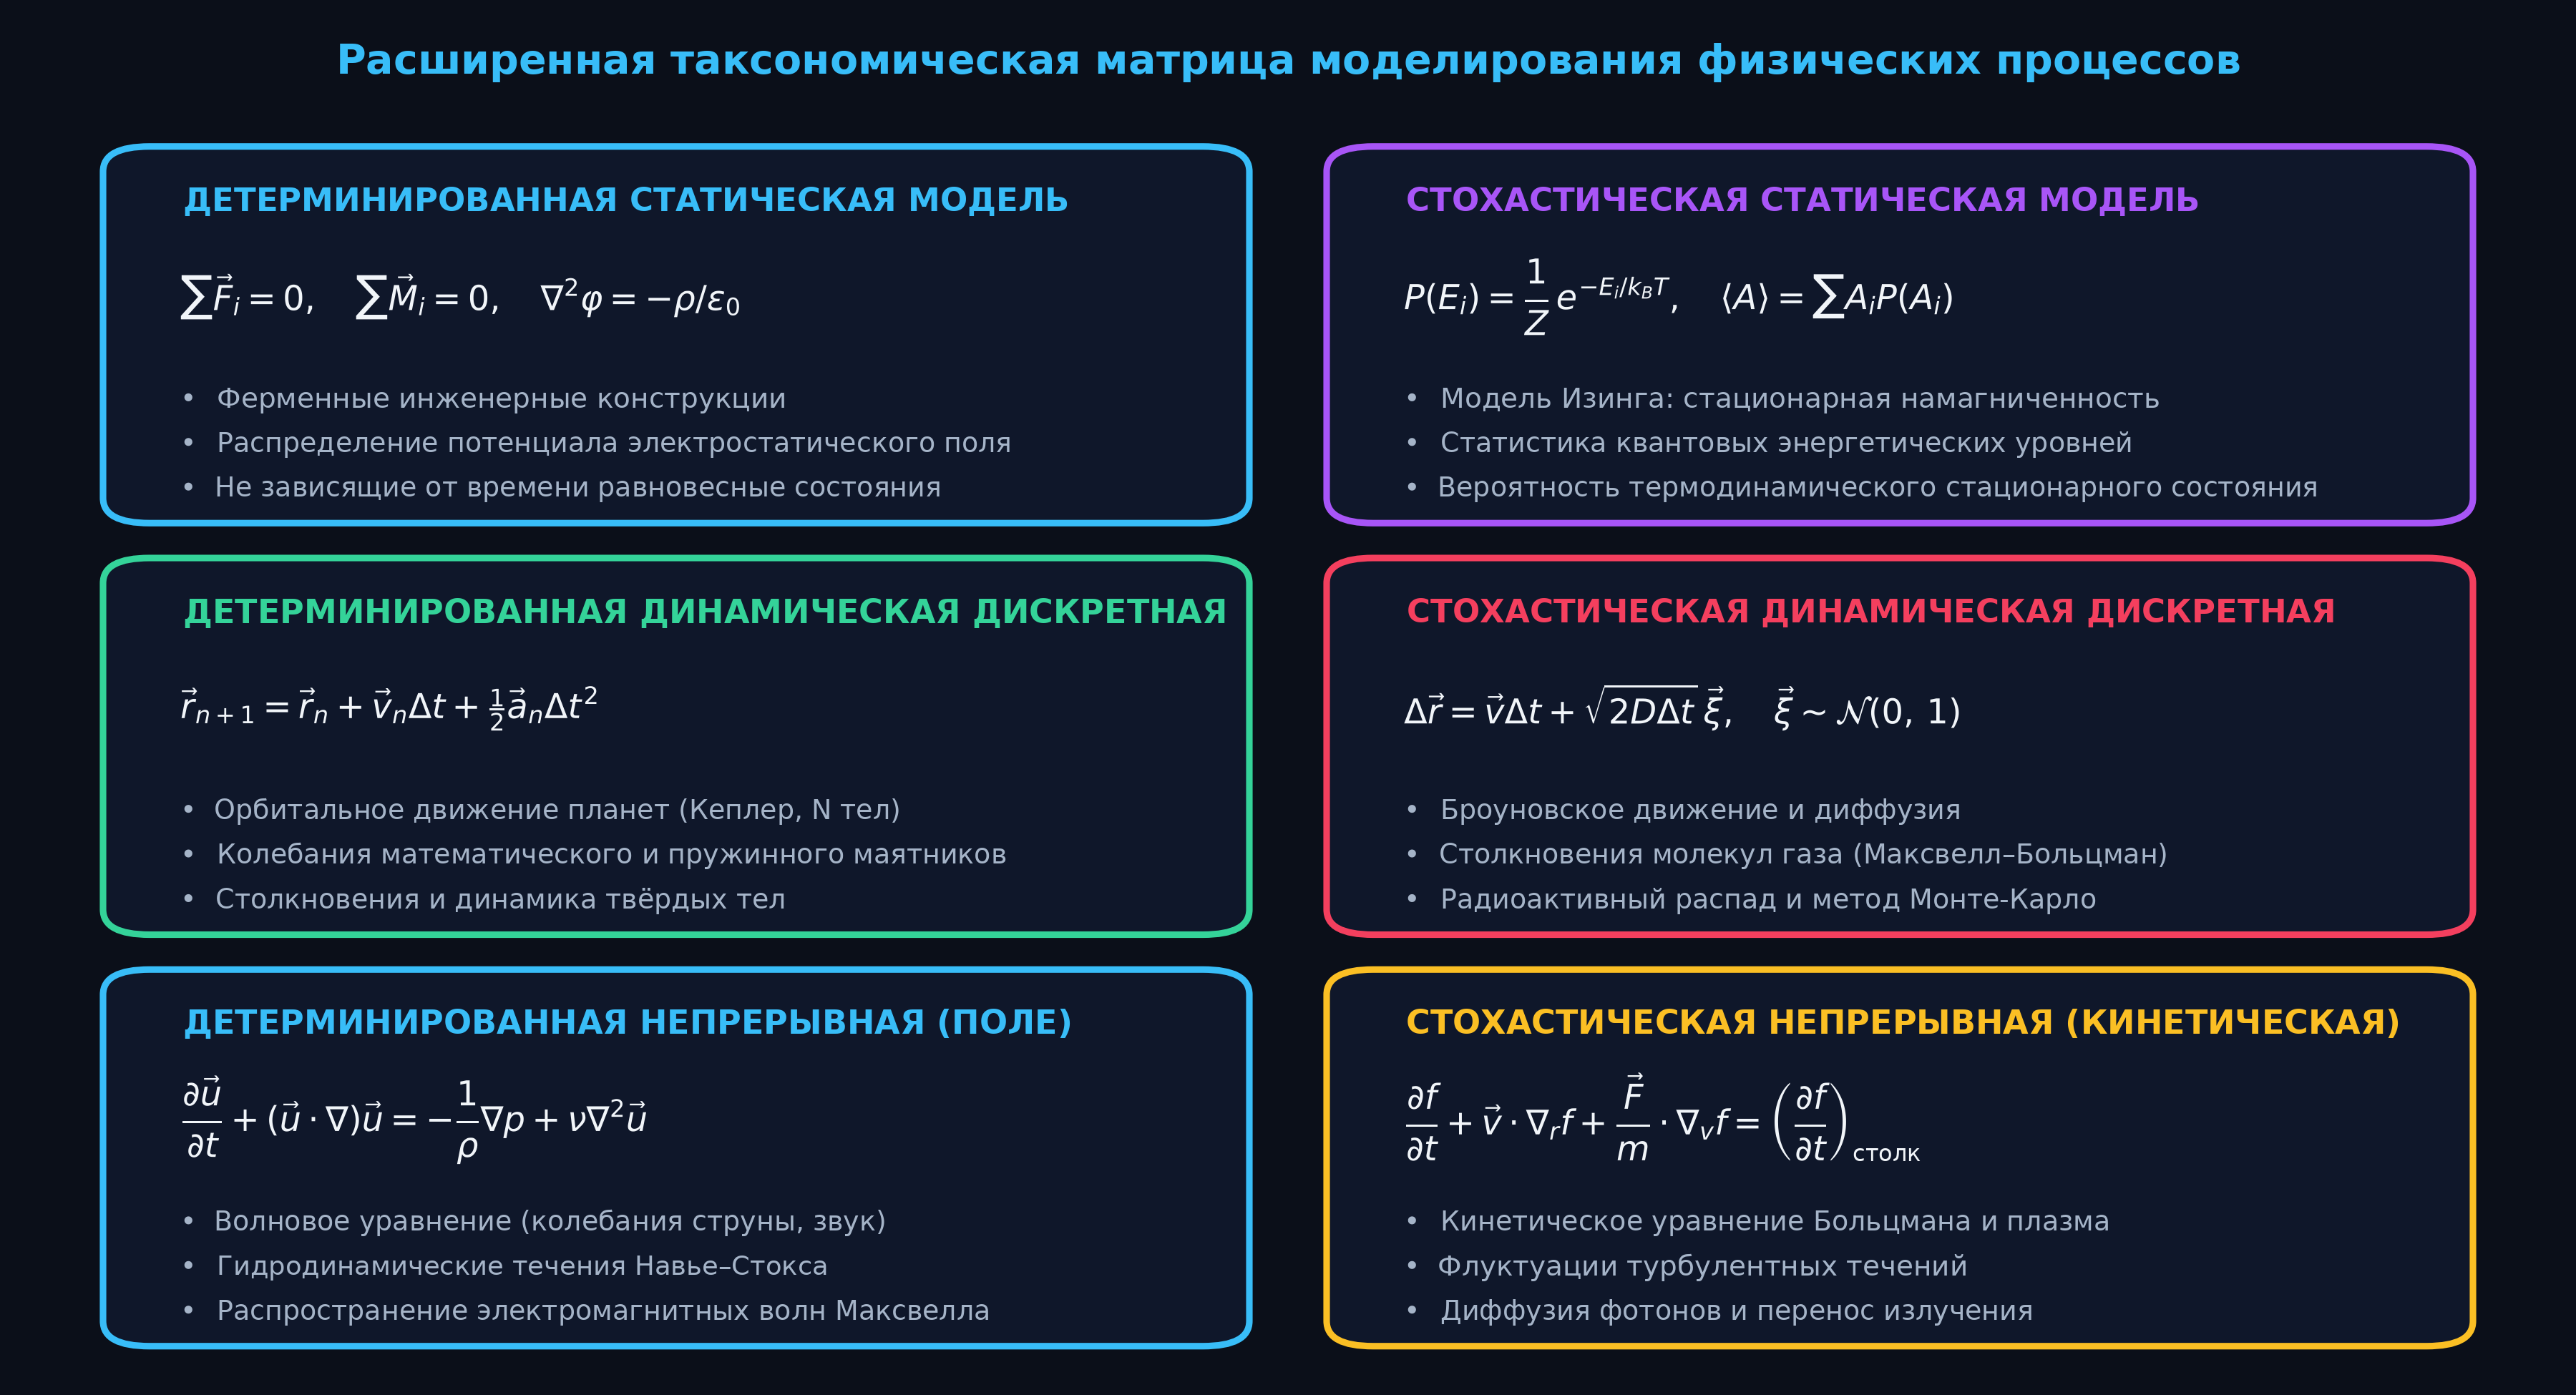 Расширенная таксономическая матрица моделирования физических процессов
ДЕТЕРМИНИРОВАННАЯ СТАТИЧЕСКАЯ МОДЕЛЬ
∑F⃗ᵢ = 0, ∑M⃗ᵢ = 0, ∇²φ = −ρ/ε₀
• Ферменные инженерные конструкции
• Распределение потенциала электростатического поля
• Не зависящие от времени равновесные состояния
СТОХАСТИЧЕСКАЯ СТАТИЧЕСКАЯ МОДЕЛЬ
P(Eᵢ) = 1/Z e^(−Eᵢ/k_BT), ⟨A⟩ = ∑AᵢP(Aᵢ)
• Модель Изинга: стационарная намагниченность
• Статистика квантовых энергетических уровней
• Вероятность термодинамического стационарного состояния
ДЕТЕРМИНИРОВАННАЯ ДИНАМИЧЕСКАЯ ДИСКРЕТНАЯ
r⃗ₙ₊₁ = r⃗ₙ + v⃗ₙΔt + ½a⃗ₙΔt²
• Орбитальное движение планет (Кеплер, N тел)
• Колебания математического и пружинного маятников
• Столкновения и динамика твёрдых тел
СТОХАСТИЧЕСКАЯ ДИНАМИЧЕСКАЯ ДИСКРЕТНАЯ
Δr⃗ = v⃗Δt + √(2DΔt) ξ⃗, ξ⃗ ~ 𝒩(0, 1)
• Броуновское движение и диффузия
• Столкновения молекул газа (Максвелл–Больцман)
• Радиоактивный распад и метод Монте-Карло
ДЕТЕРМИНИРОВАННАЯ НЕПРЕРЫВНАЯ (ПОЛЕ)
∂u⃗/∂t + (u⃗ · ∇)u⃗ = −1/ρ ∇p + ν∇²u⃗
• Волновое уравнение (колебания струны, звук)
• Гидродинамические течения Навье–Стокса
• Распространение электромагнитных волн Максвелла
СТОХАСТИЧЕСКАЯ НЕПРЕРЫВНАЯ (КИНЕТИЧЕСКАЯ)
∂f/∂t + v⃗ · ∇ᵣf + F⃗/m · ∇ᵥf = (∂f/∂t)столк
• Кинетическое уравнение Больцмана и плазма
• Флуктуации турбулентных течений
• Диффузия фотонов и перенос излучения